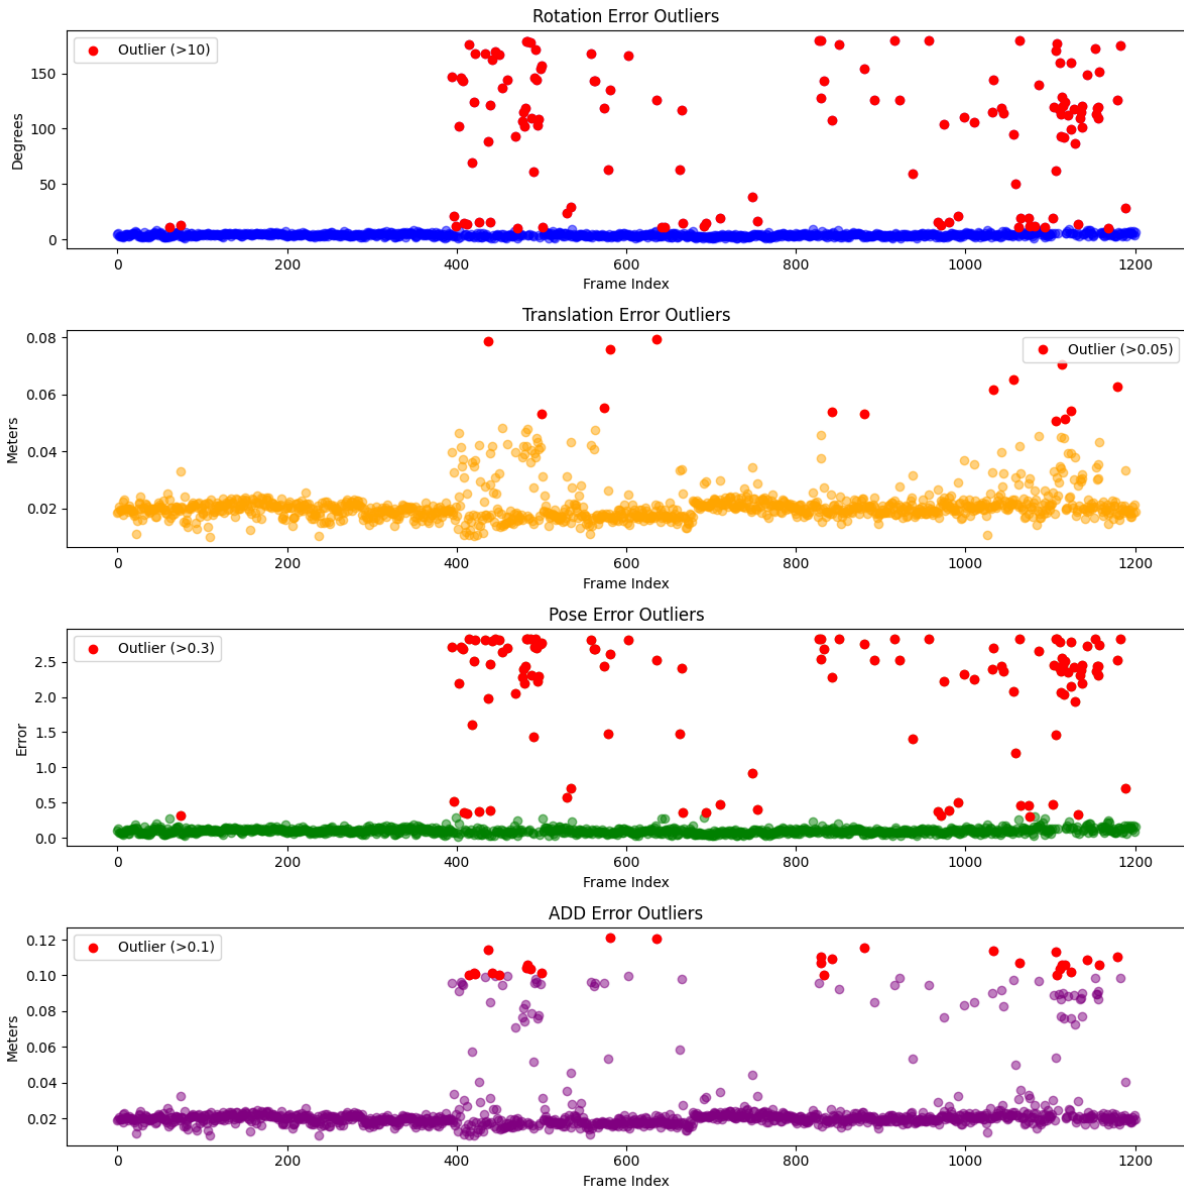 Rotation Error Outliers
Outlier (>10)
150
100
50
0
Degrees
0 200 400 600 800 1000 1200
Frame Index
Translation Error Outliers
Outlier (>0.05)
0.08
0.06
0.04
0.02
Meters
0 200 400 600 800 1000 1200
Frame Index
Pose Error Outliers
Outlier (>0.3)
2.5
2.0
1.5
1.0
0.5
0.0
Error
0 200 400 600 800 1000 1200
Frame Index
ADD Error Outliers
Outlier (>0.1)
0.12
0.10
0.08
0.06
0.04
0.02
Meters
0 200 400 600 800 1000 1200
Frame Index